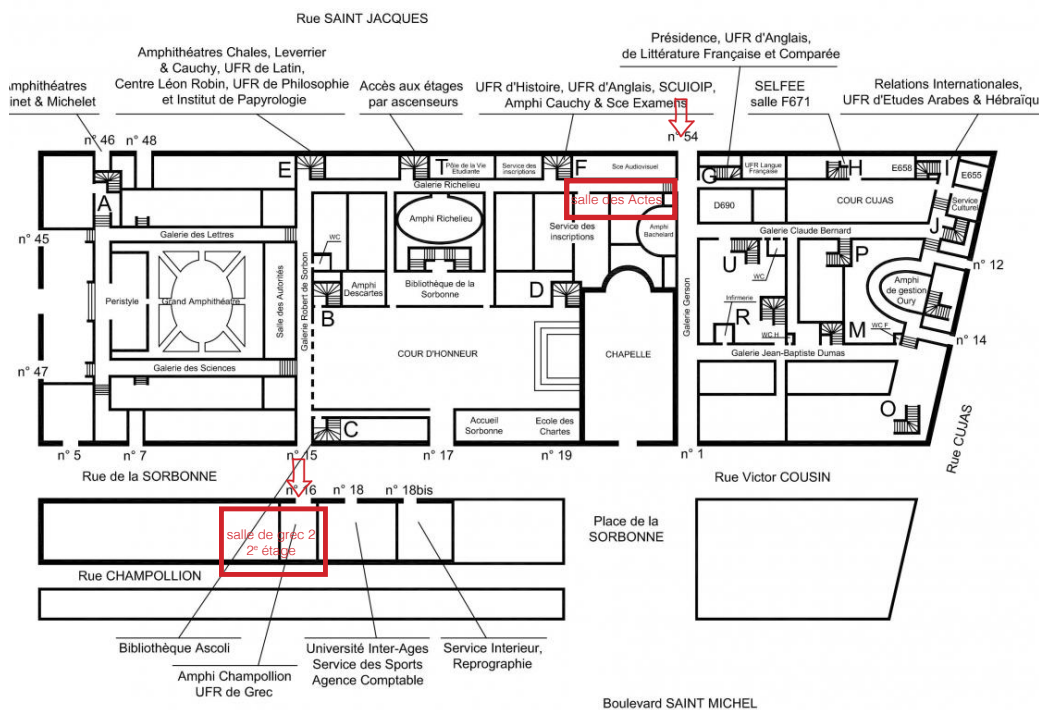 Rue SAINT JACQUES
Présidence, UFR d'Anglais,
de Littérature Française et Comparée
Amphithéatres Chales, Leverrier
& Cauchy, UFR de Latin,
Centre Léon Robin, UFR de Philosophie
et Institut de Papyrologie
Accès aux étages
par ascenseurs
UFR d'Histoire, UFR d'Anglais, SCUIOIP,
Amphi Cauchy & Sce Examens
SELFEE
salle F671
Relations Internationales,
UFR d'Etudes Arabes & Hébraïq
mphithéatres
inet & Michelet
n° 46
n° 48
n° 54
E
T
Pôle de la Vie
Etudiante
Service des
inscriptions
F
Sce Audiovisuel
G
UFR Langue
Française
H
E658
I
E655
A
Galerie Richelieu
salle des Actes
D690
COUR CUJAS
Service
Culturel
n° 45
Galerie des Lettres
WC
Amphi Richelieu
Service des
inscriptions
Amphi
Bachelard
Galerie Claude Bernard
J
Peristyle
Grand Amphithéatre
Salle des Autorités
Galerie Robert de Sorbon
B
Amphi
Descartes
Bibliothèque de la
Sorbonne
D
Galerie Gerson
U
WC
P
n° 12
Amphi
de gestion
Oury
Infirmerie
R
WC H
M
WC F
n° 14
COUR D'HONNEUR
CHAPELLE
Galerie Jean-Baptiste Dumas
n° 47
Galerie des Sciences
C
Accueil
Sorbonne
Ecole des
Chartes
O
Rue CUJAS
n° 5
n° 7
n° 15
n° 17
n° 19
n° 1
Rue de la SORBONNE
Rue Victor COUSIN
n° 16
n° 18
n° 18bis
salle de grec 2
2e étage
Place de la
SORBONNE
Rue CHAMPOLLION
Bibliothèque Ascoli
Amphi Champollion
UFR de Grec
Université Inter-Ages
Service des Sports
Agence Comptable
Service Interieur,
Reprographie
Boulevard SAINT MICHEL